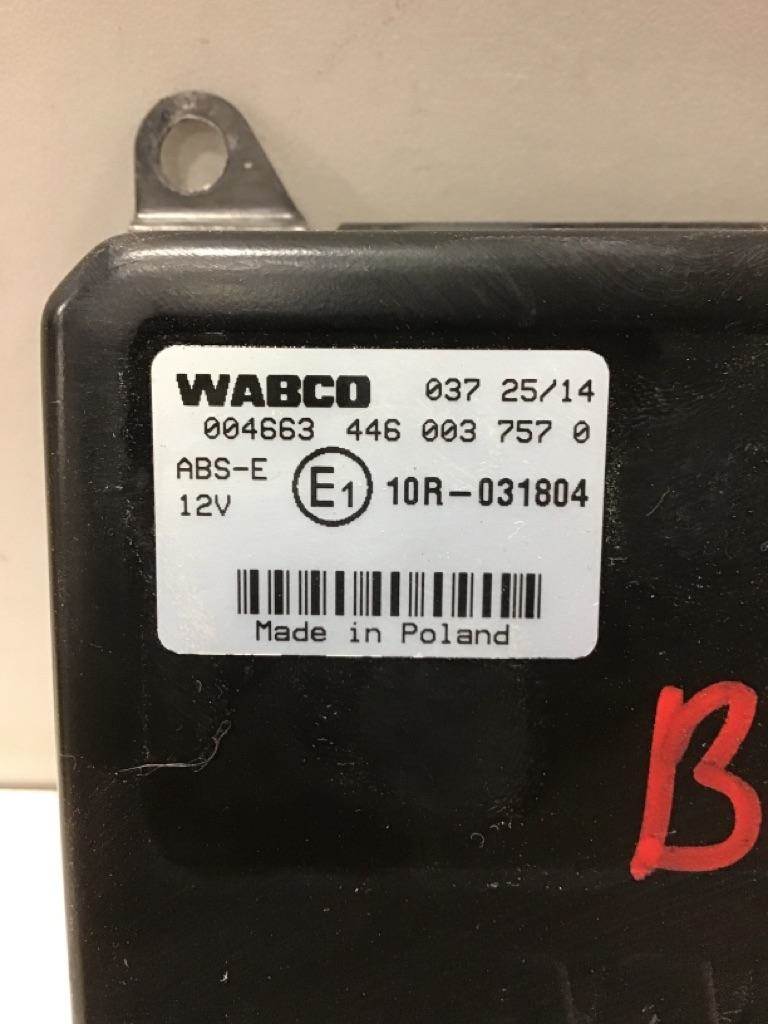 WABCO 037 25/14
004663 446 003 757 0
ABS-E E1 10R-031804
12V
Made in Poland
B